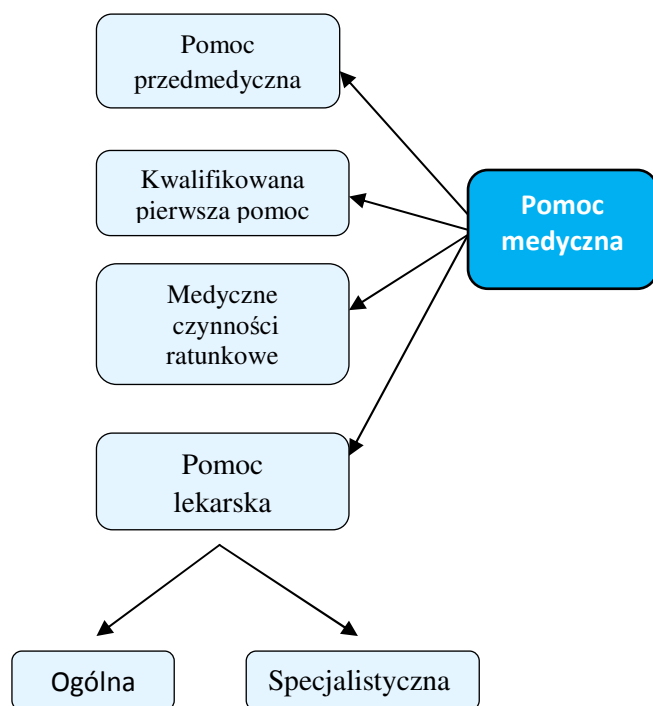 Pomoc
przedmedyczna
Kwalifikowana
pierwsza pomoc
Pomoc
medyczna
Medyczne
czynności
ratunkowe
Pomoc
lekarska
Ogólna
Specjalistyczna